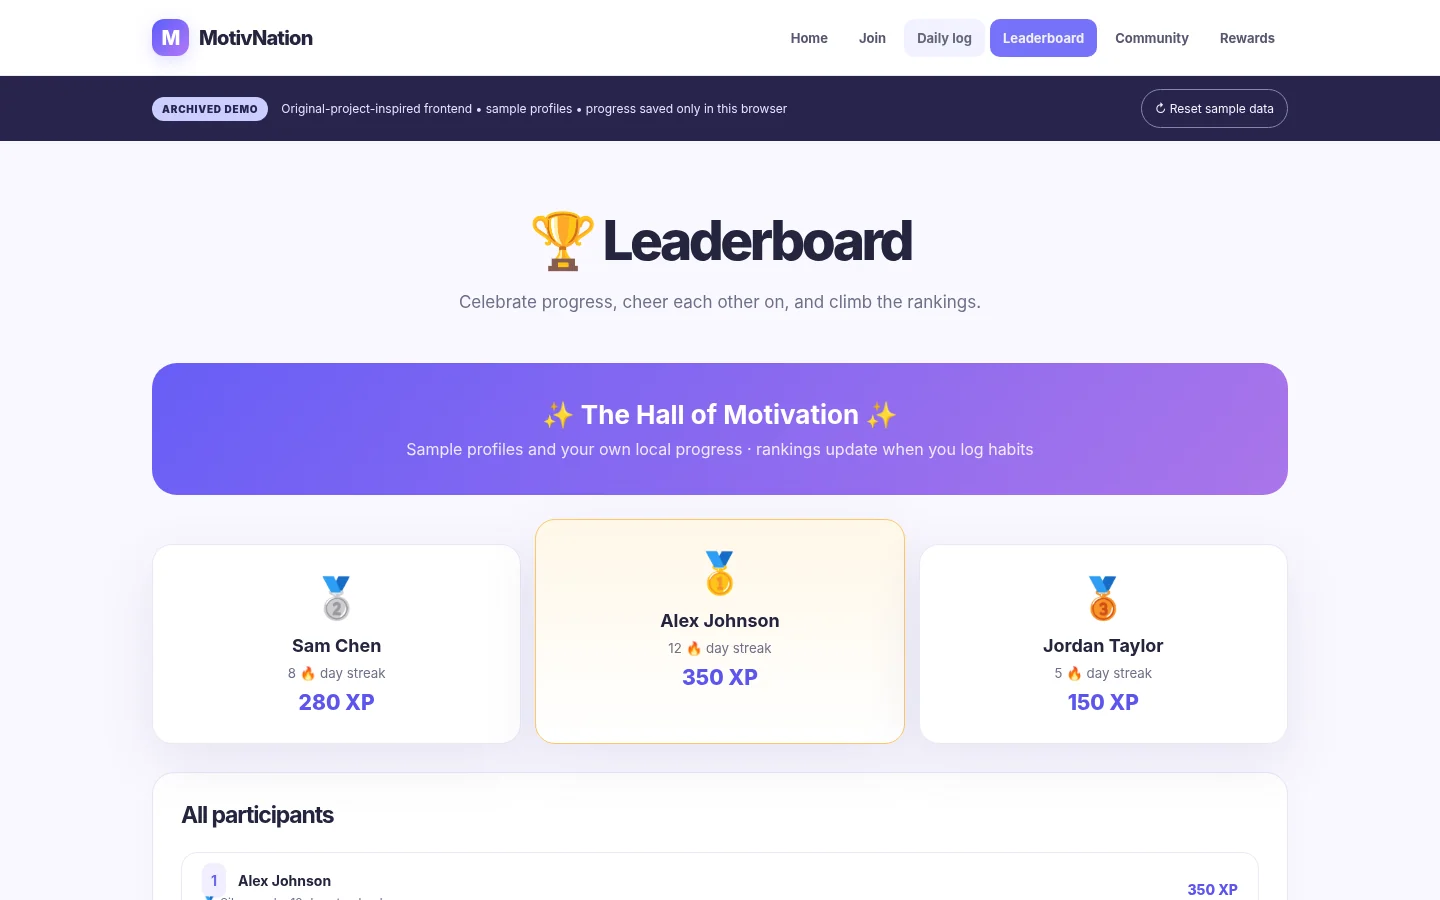 M MotivNation
Home Join Daily log Leaderboard Community Rewards
ARCHIVED DEMO Original-project-inspired frontend • sample profiles • progress saved only in this browser ↻ Reset sample data
🏆 Leaderboard
Celebrate progress, cheer each other on, and climb the rankings.
✨ The Hall of Motivation ✨
Sample profiles and your own local progress · rankings update when you log habits
🥈
Sam Chen
8 🔥 day streak
280 XP
🥇
Alex Johnson
12 🔥 day streak
350 XP
🥉
Jordan Taylor
5 🔥 day streak
150 XP
All participants
1 Alex Johnson
350 XP